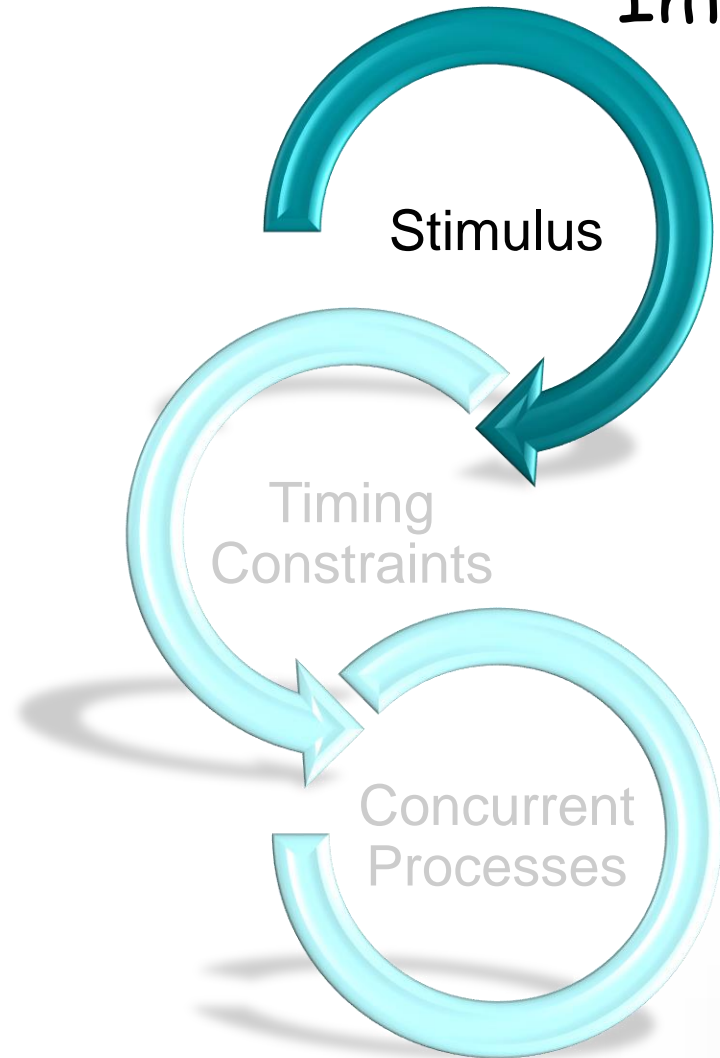 Stimulus
Timing
Constraints
Concurrent
Processes